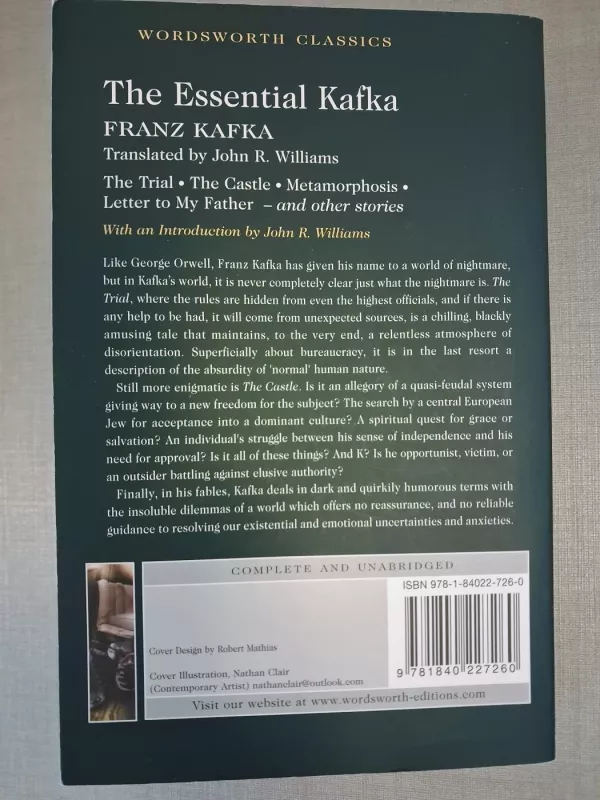 WORDSWORTH CLASSICS
The Essential Kafka
FRANZ KAFKA
Translated by John R. Williams
The Trial • The Castle • Metamorphosis •
Letter to My Father – and other stories
With an Introduction by John R. Williams
Like George Orwell, Franz Kafka has given his name to a world of nightmare,
but in Kafka's world, it is never completely clear just what the nightmare is. The
Trial, where the rules are hidden from even the highest officials, and if there is
any help to be had, it will come from unexpected sources, is a chilling, blackly
amusing tale that maintains, to the very end, a relentless atmosphere of
disorientation. Superficially about bureaucracy, it is in the last resort a
description of the absurdity of 'normal' human nature.
Still more enigmatic is The Castle. Is it an allegory of a quasi-feudal system
giving way to a new freedom for the subject? The search by a central European
Jew for acceptance into a dominant culture? A spiritual quest for grace or
salvation? An individual's struggle between his sense of independence and his
need for approval? Is it all of these things? And K? Is he opportunist, victim, or
an outsider battling against elusive authority?
Finally, in his fables, Kafka deals in dark and quirkily humorous terms with
the insoluble dilemmas of a world which offers no reassurance, and no reliable
guidance to resolving our existential and emotional uncertainties and anxieties.
COMPLETE AND UNABRIDGED
ISBN 978-1-84022-726-0
Cover Design by Robert Mathias
Cover Illustration, Nathan Clair
(Contemporary Artist) nathanclair@outlook.com
9 781840 227260
Visit our website at www.wordsworth-editions.com